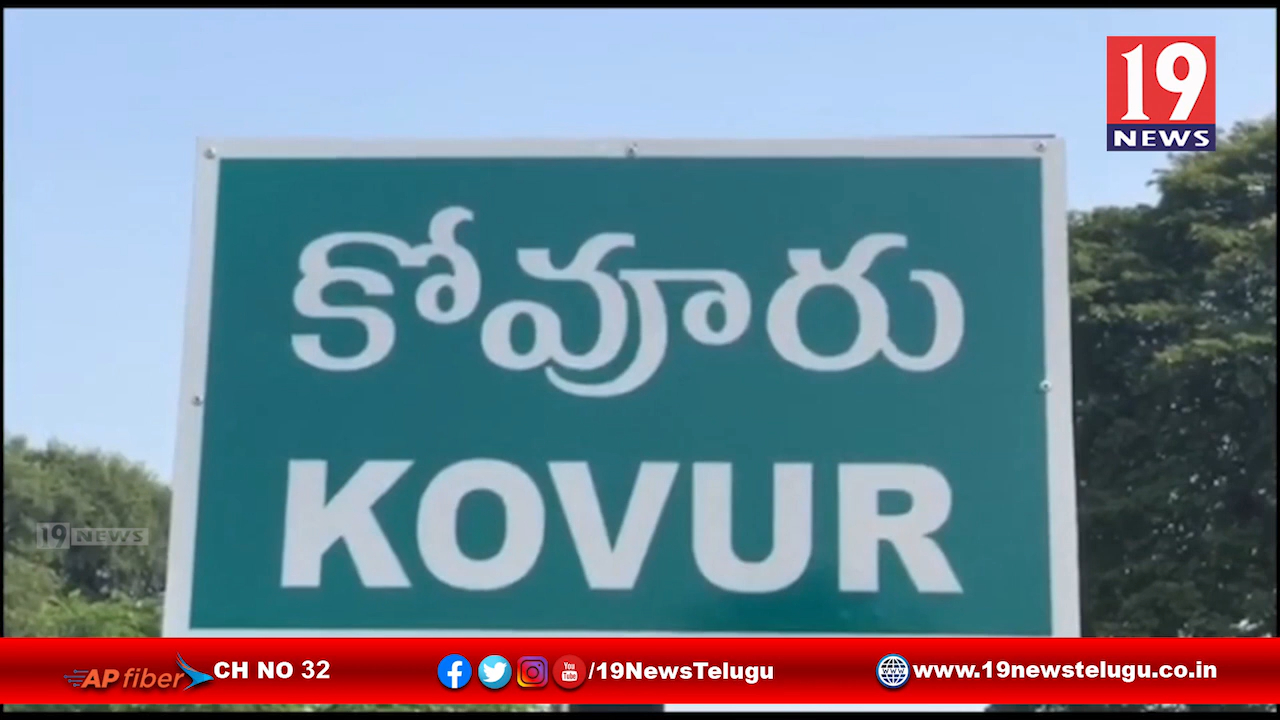 19
NEWS
కోవూరు
KOVUR
19 NEWS
AP fiber CH NO 32 /19NewsTelugu www.19newstelugu.co.in